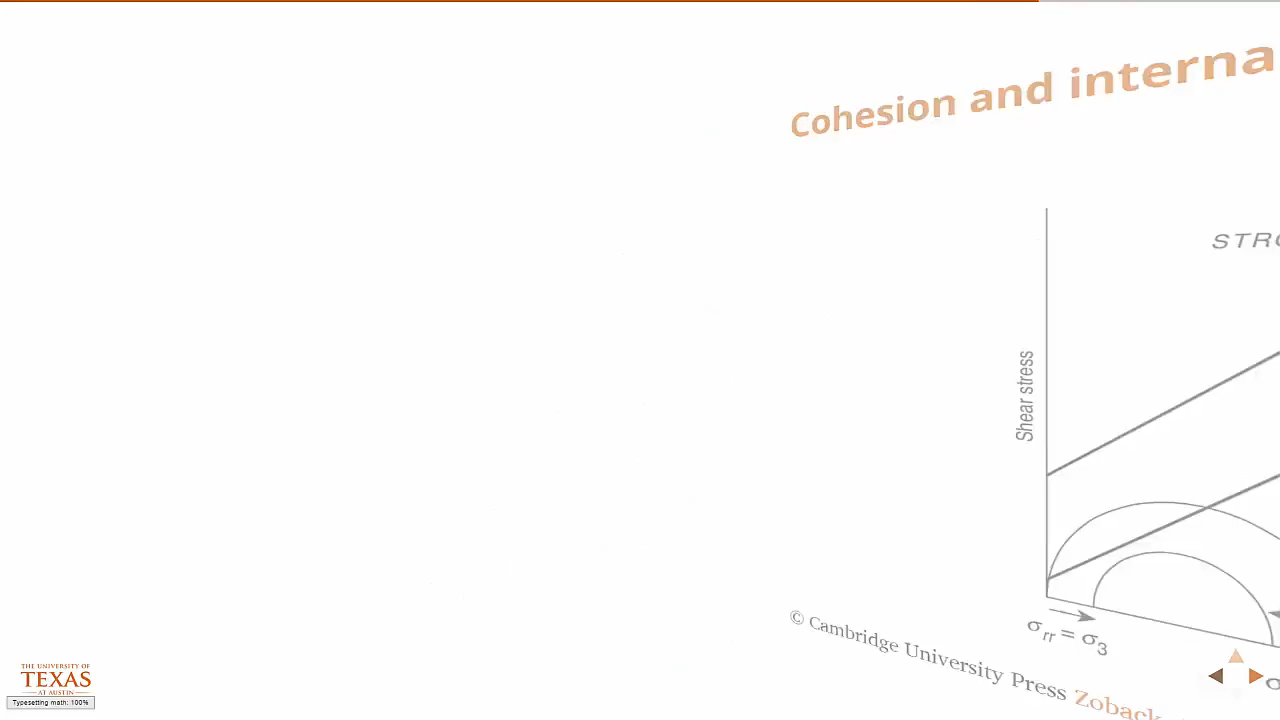 Cohesion and interna
STRO
Shear stress
σrr = σ3
© Cambridge University Press Zoback
THE UNIVERSITY OF
TEXAS
AT AUSTIN
Typesetting math: 100%